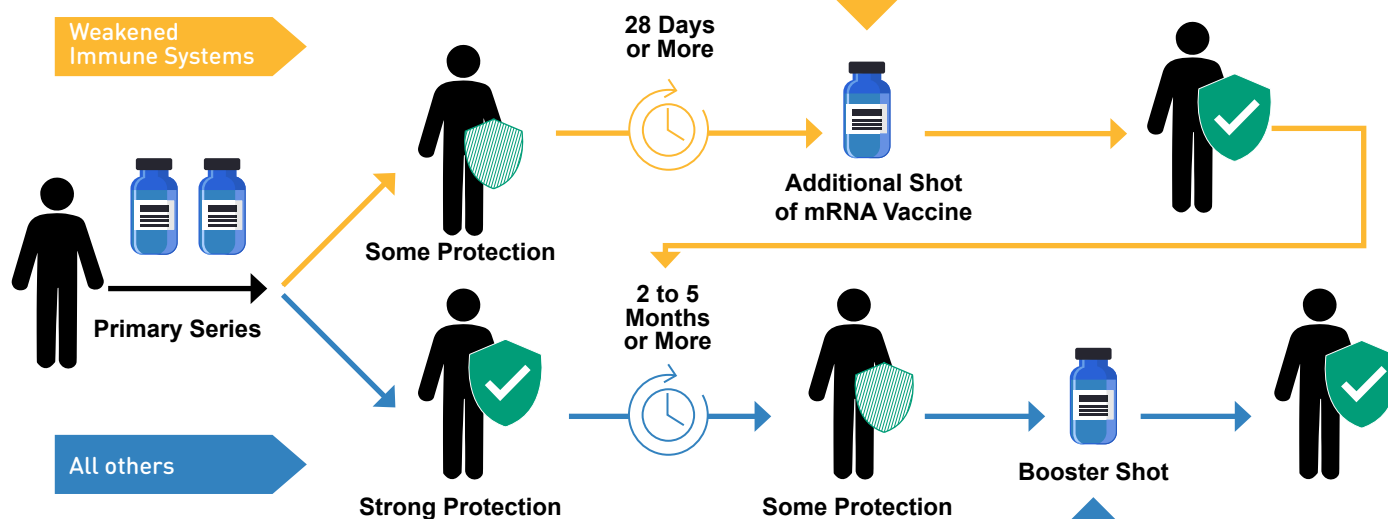 Weakened
Immune Systems
28 Days
or More
Additional Shot
of mRNA Vaccine
Some Protection
Primary Series
2 to 5
Months
or More
All others
Strong Protection
Some Protection
Booster Shot